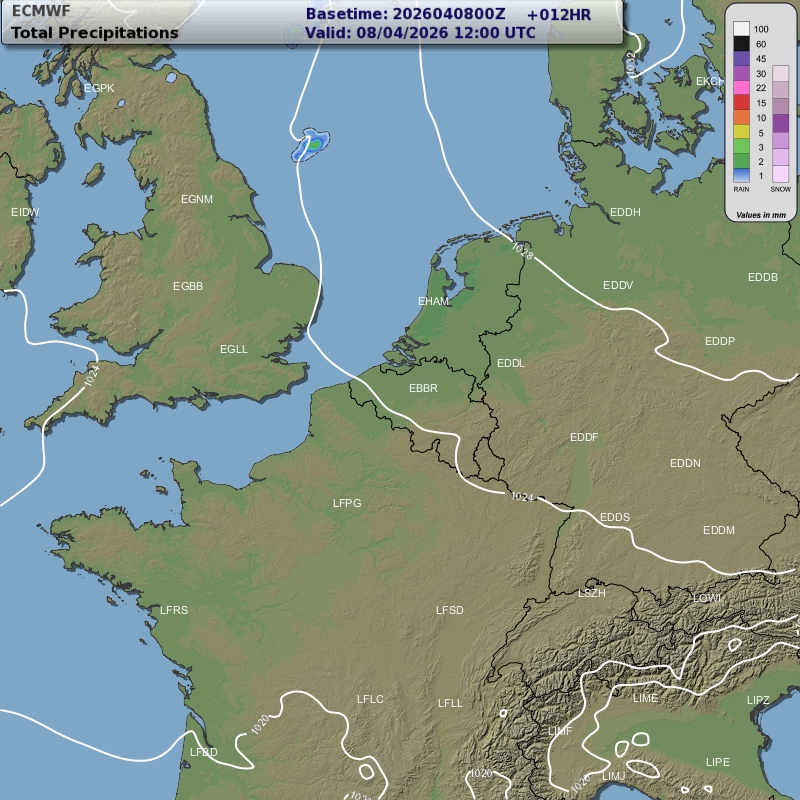 ECMWF
Basetime: 2026040800Z +012HR
Total Precipitations
Valid: 08/04/2026 12:00 UTC
100
60
45
30
22
15
10
5
3
2
1
RAIN SNOW
Values in mm
1032
EGPK
EIDW
EGNM
EDDH
1028
EGBB
EDDV
EDDB
EHAM
EGLL
EDDP
EDDL
1024
EBBR
EDDF
EDDN
LFPG
1024
EDDS
EDDM
LSZH
LOWI
LFRS
LFSD
LFLC
LFLL
LIME
LIPZ
1020
LIMF
LFBD
LIPE
1020
LIMJ
1020